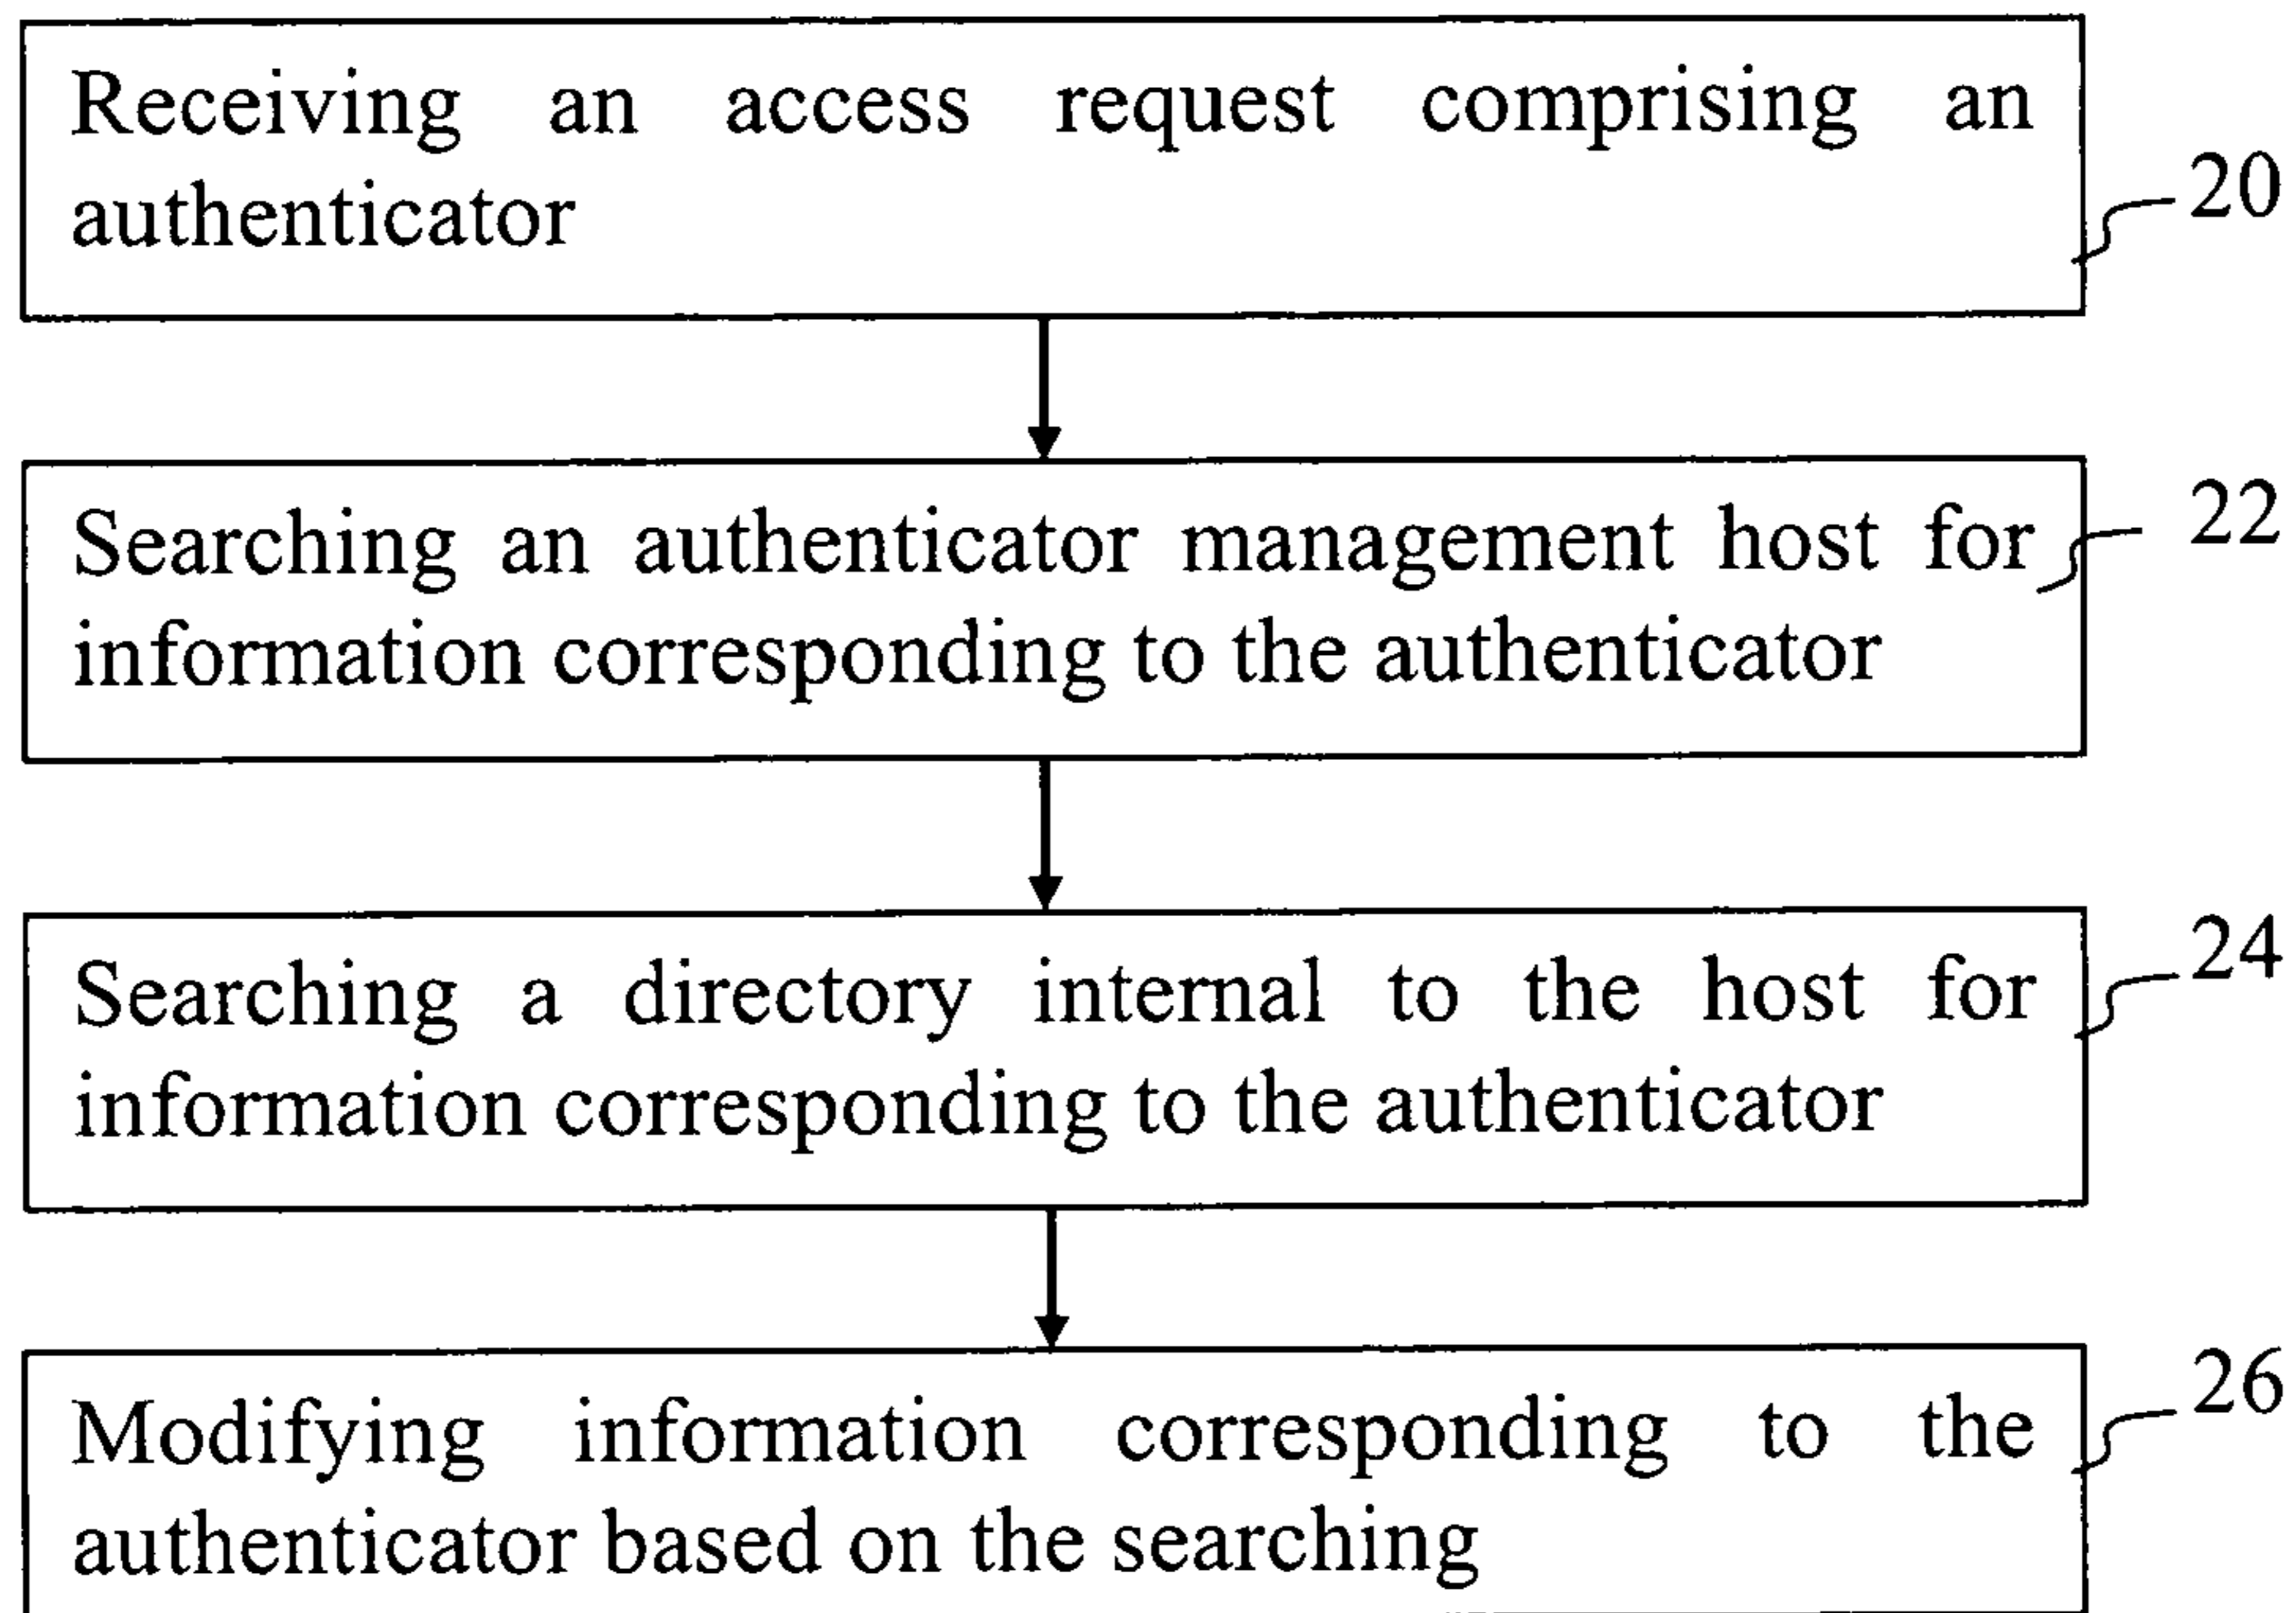 Receiving an access request comprising an
authenticator
20
Searching an authenticator management host for
information corresponding to the authenticator
22
Searching a directory internal to the host for
information corresponding to the authenticator
24
Modifying information corresponding to the
authenticator based on the searching
26